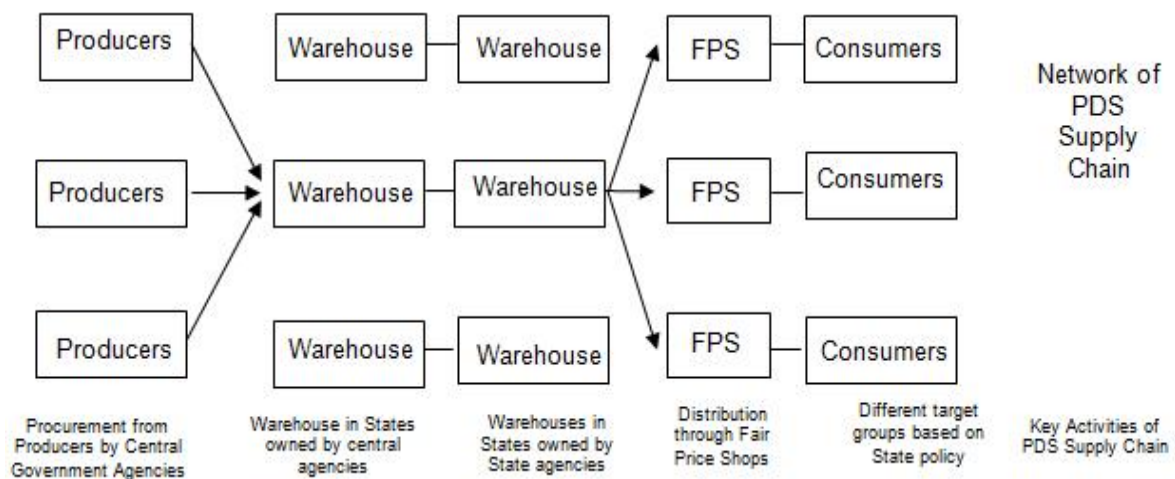 Producers
Warehouse
Warehouse
FPS
Consumers
Network of
PDS
Supply
Chain
Producers
Warehouse
Warehouse
FPS
Consumers
Producers
Warehouse
Warehouse
FPS
Consumers
Procurement from
Producers by Central
Government Agencies
Warehouse in States
owned by central
agencies
Warehouses in
States owned by
State agencies
Distribution
through Fair
Price Shops
Different target
groups based on
State policy
Key Activities of
PDS Supply Chain